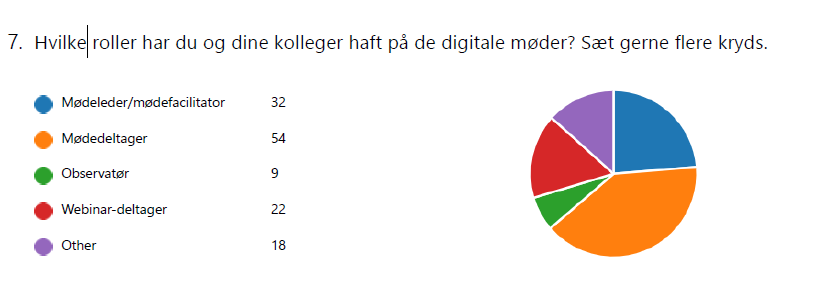 7. Hvilke roller har du og dine kolleger haft på de digitale møder? Sæt gerne flere kryds.
Mødeleder/mødefacilitator 32
Mødedeltager 54
Observatør 9
Webinar-deltager 22
Other 18